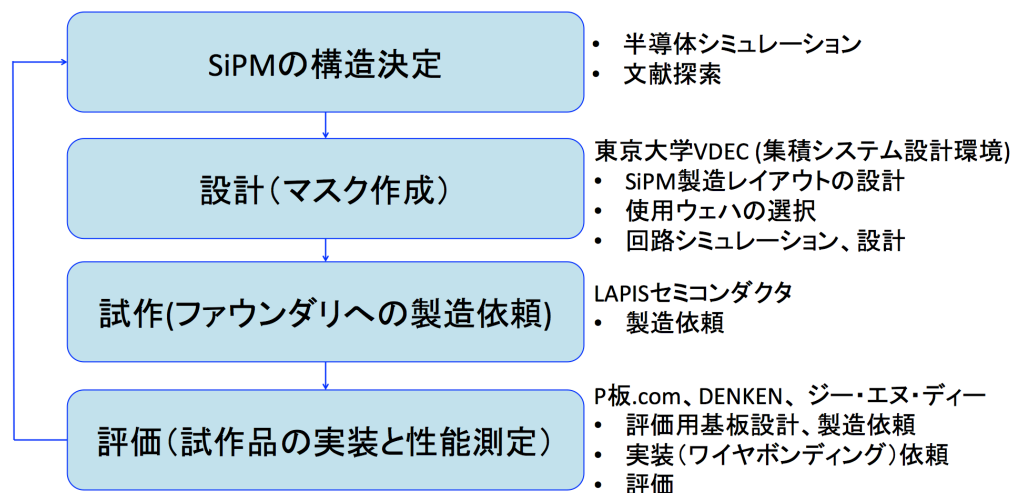 SiPMの構造決定
• 半導体シミュレーション
• 文献探索
設計(マスク作成)
東京大学VDEC (集積システム設計環境)
• SiPM製造レイアウトの設計
• 使用ウェハの選択
• 回路シミュレーション、設計
試作(ファウンダリへの製造依頼)
LAPISセミコンダクタ
• 製造依頼
評価(試作品の実装と性能測定)
P板.com、DENKEN、ジー・エヌ・ディー
• 評価用基板設計、製造依頼
• 実装(ワイヤボンディング)依頼
• 評価